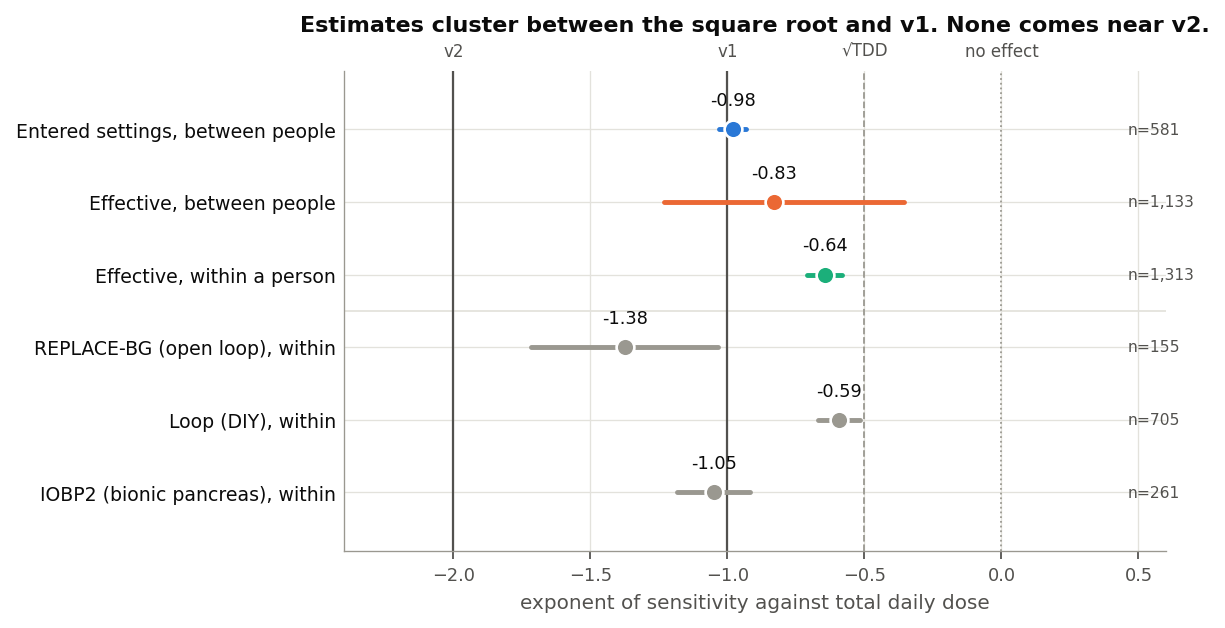 Estimates cluster between the square root and v1. None comes near v2.
v2 v1 √TDD no effect
-0.98
Entered settings, between people n=581
-0.83
Effective, between people n=1,133
-0.64
Effective, within a person n=1,313
-1.38
REPLACE-BG (open loop), within n=155
-0.59
Loop (DIY), within n=705
-1.05
IOBP2 (bionic pancreas), within n=261
−2.0 −1.5 −1.0 −0.5 0.0 0.5
exponent of sensitivity against total daily dose